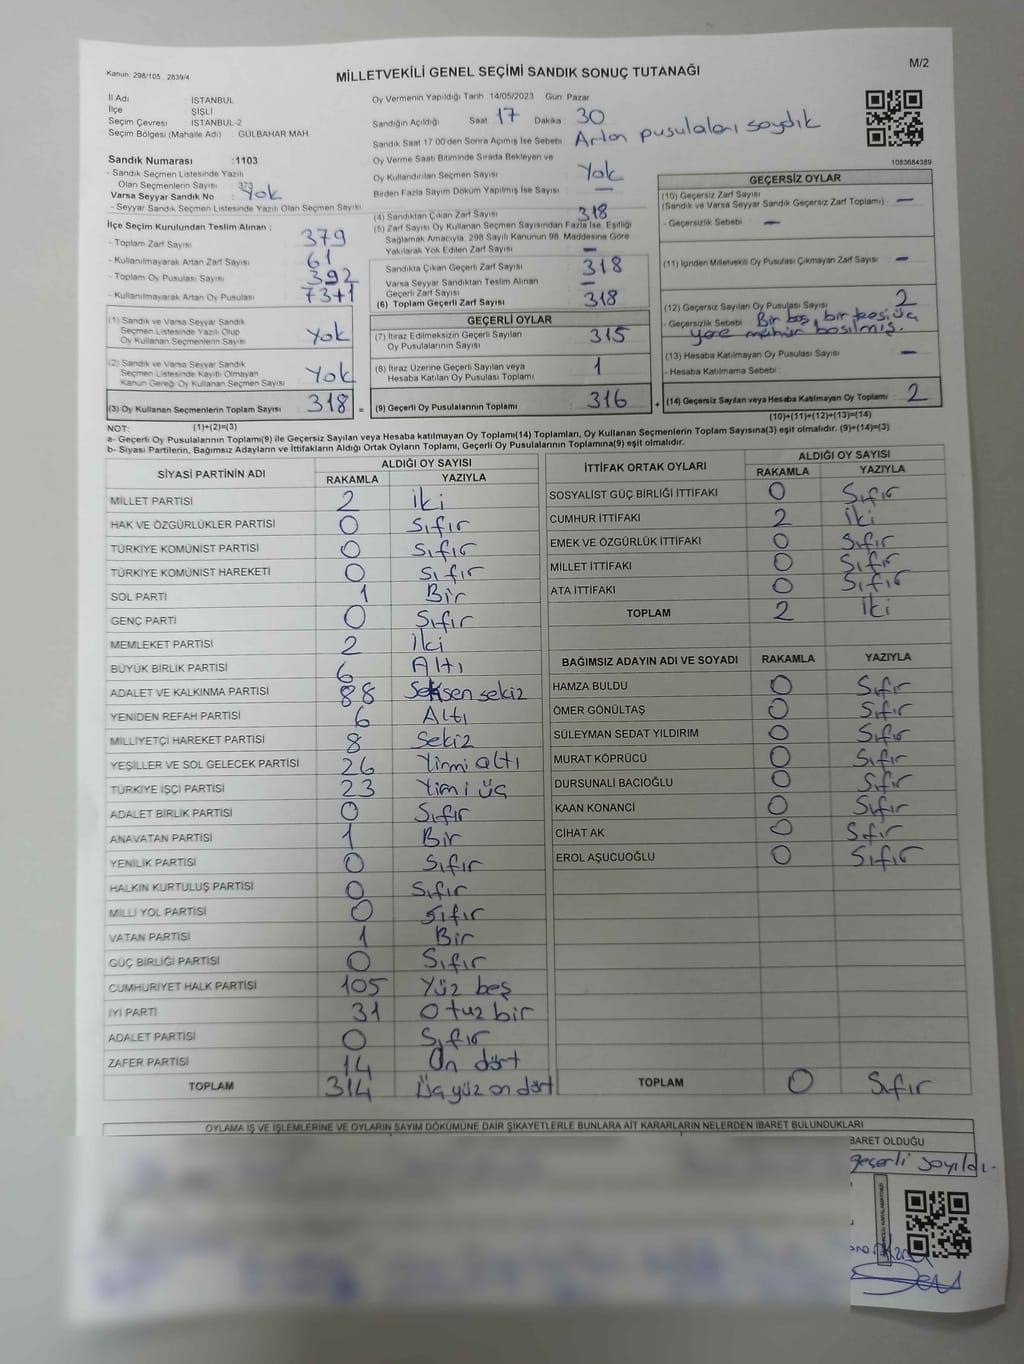 Kanun. 298/105 . 2839/4
MİLLETVEKİLİ GENEL SEÇİMİ SANDIK SONUÇ TUTANAĞI
M/2
İl Adı : İSTANBUL
İlçe : ŞİŞLİ
Seçim Çevresi : İSTANBUL-2
Seçim Bölgesi (Mahalle Adı) : GÜLBAHAR MAH
Oy Vermenin Yapıldığı Tarih :14/05/2023 Gün: Pazar
Sandığın Açıldığı Saat 17 Dakika 30
Sandık Saat 17.00'den Sonra Açılmış İse Sebebi Artan pusulaları saydık
Oy Verme Saati Bitiminde Sırada Bekleyen ve
Oy Kullandırılan Seçmen Sayısı Yok
Birden Fazla Sayım Döküm Yapılmış İse Sayısı —
1083684389
Sandık Numarası :1103
- Sandık Seçmen Listesinde Yazılı
Olan Seçmenlerin Sayısı : 373
Varsa Seyyar Sandık No : Yok
- Seyyar Sandık Seçmen Listesinde Yazılı Olan Seçmen Sayısı
İlçe Seçim Kurulundan Teslim Alınan ;
- Toplam Zarf Sayısı 379
- Kullanılmayarak Artan Zarf Sayısı 61
- Toplam Oy Pusulası Sayısı 392
- Kullanılmayarak Artan Oy Pusulası 73+1
(1) Sandık ve Varsa Seyyar Sandık
Seçmen Listesinde Yazılı Olup
Oy Kullanan Seçmenlerin Sayısı Yok
(2) Sandık ve Varsa Seyyar Sandık
Seçmen Listesinde Kayıtlı Olmayan
Kanun Gereği Oy Kullanan Seçmen Sayısı Yok
(3) Oy Kullanan Seçmenlerin Toplam Sayısı 318 =
(1)+(2)=(3)
(4) Sandıktan Çıkan Zarf Sayısı 318
(5) Zarf Sayısı Oy Kullanan Seçmen Sayısından Fazla İse, Eşitliği
Sağlamak Amacıyla, 298 Sayılı Kanunun 98. Maddesine Göre
Yakılarak Yok Edilen Zarf Sayısı —
Sandıkta Çıkan Geçerli Zarf Sayısı : 318
Varsa Seyyar Sandıktan Teslim Alınan
Geçerli Zarf Sayısı : —
(6) Toplam Geçerli Zarf Sayısı : 318
GEÇERLİ OYLAR
(7) İtiraz Edilmeksizin Geçerli Sayılan
Oy Pusulalarının Sayısı : 315
(8) İtiraz Üzerine Geçerli Sayılan veya
Hesaba Katılan Oy Pusulası Toplamı : 1
(9) Geçerli Oy Pusulalarının Toplamı : 316 +
GEÇERSİZ OYLAR
(10) Geçersiz Zarf Sayısı
(Sandık ve Varsa Seyyar Sandık Geçersiz Zarf Toplamı) : —
- Geçersizlik Sebebi : —
(11) İçinden Milletvekili Oy Pusulası Çıkmayan Zarf Sayısı : —
(12) Geçersiz Sayılan Oy Pusulası Sayısı : 2
- Geçersizlik Sebebi : Bir boş, bir
yere mühür basılmış.
(13) Hesaba Katılmayan Oy Pusulası Sayısı : —
- Hesaba Katılmama Sebebi :
(14) Geçersiz Sayılan veya Hesaba Katılmayan Oy Toplamı : 2
(10)+(11)+(12)+(13)=(14)
NOT:
a- Geçerli Oy Pusulalarının Toplamı(9) ile Geçersiz Sayılan veya Hesaba katılmayan Oy Toplamı(14) Toplamları, Oy Kullanan Seçmenlerin Toplam Sayısına(3) eşit olmalıdır. (9)+(14)=(3)
b- Siyasi Partilerin, Bağımsız Adayların ve İttifakların Aldığı Ortak Oyların Toplamı, Geçerli Oy Pusulalarının Toplamına(9) eşit olmalıdır.
SİYASİ PARTİNİN ADI ALDIĞI OY SAYISI
RAKAMLA YAZIYLA
MİLLET PARTİSİ 2 iki
HAK VE ÖZGÜRLÜKLER PARTİSİ 0 Sıfır
TÜRKİYE KOMÜNİST PARTİSİ 0 Sıfır
TÜRKİYE KOMÜNİST HAREKETİ 0 Sıfır
SOL PARTİ 1 Bir
GENÇ PARTİ 0 Sıfır
MEMLEKET PARTİSİ 2 iki
BÜYÜK BİRLİK PARTİSİ 6 Altı
ADALET VE KALKINMA PARTİSİ 88 Seksen sekiz
YENİDEN REFAH PARTİSİ 6 Altı
MİLLİYETÇİ HAREKET PARTİSİ 8 Sekiz
YEŞİLLER VE SOL GELECEK PARTİSİ 26 Yirmi altı
TÜRKİYE İŞÇİ PARTİSİ 23 Yirmi üç
ADALET BİRLİK PARTİSİ 0 Sıfır
ANAVATAN PARTİSİ 1 Bir
YENİLİK PARTİSİ 0 Sıfır
HALKIN KURTULUŞ PARTİSİ 0 Sıfır
MİLLİ YOL PARTİSİ 0 Sıfır
VATAN PARTİSİ 1 Bir
GÜÇ BİRLİĞİ PARTİSİ 0 Sıfır
CUMHURİYET HALK PARTİSİ 105 Yüz beş
İYİ PARTİ 31 Otuz bir
ADALET PARTİSİ 0 Sıfır
ZAFER PARTİSİ 14 On dört
TOPLAM 314 Üç yüz on dört
İTTİFAK ORTAK OYLARI ALDIĞI OY SAYISI
RAKAMLA YAZIYLA
SOSYALİST GÜÇ BİRLİĞİ İTTİFAKI 0 Sıfır
CUMHUR İTTİFAKI 2 iki
EMEK VE ÖZGÜRLÜK İTTİFAKI 0 Sıfır
MİLLET İTTİFAKI 0 Sıfır
ATA İTTİFAKI 0 Sıfır
TOPLAM 2 iki
BAĞIMSIZ ADAYIN ADI VE SOYADI RAKAMLA YAZIYLA
HAMZA BULDU 0 Sıfır
ÖMER GÖNÜLTAŞ 0 Sıfır
SÜLEYMAN SEDAT YILDIRIM 0 Sıfır
MURAT KÖPRÜCÜ 0 Sıfır
DURSUNALİ BACIOĞLU 0 Sıfır
KAAN KONANCİ 0 Sıfır
CİHAT AK 0 Sıfır
EROL AŞUCUOĞLU 0 Sıfır
TOPLAM 0 Sıfır
OYLAMA İŞ VE İŞLEMLERİNE VE OYLARIN SAYIM DÖKÜMÜNE DAİR ŞİKAYETLERLE BUNLARA AİT KARARLARIN NELERDEN İBARET BULUNDUKLARI
BARET OLDUĞU
geçerli sayıldı.